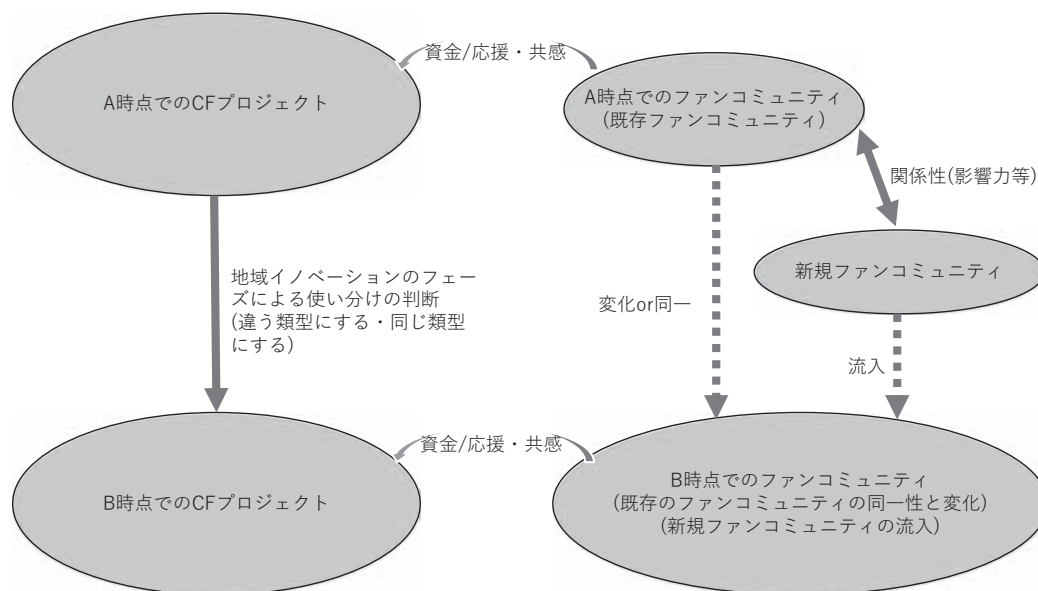 資金/応援・共感
A時点でのCFプロジェクト
A時点でのファンコミュニティ
(既存ファンコミュニティ)
関係性(影響力等)
新規ファンコミュニティ
地域イノベーションのフェー
ズによる使い分けの判断
(違う類型にする・同じ類型
にする)
変化or同一
流入
資金/応援・共感
B時点でのCFプロジェクト
B時点でのファンコミュニティ
(既存のファンコミュニティの同一性と変化)
(新規ファンコミュニティの流入)